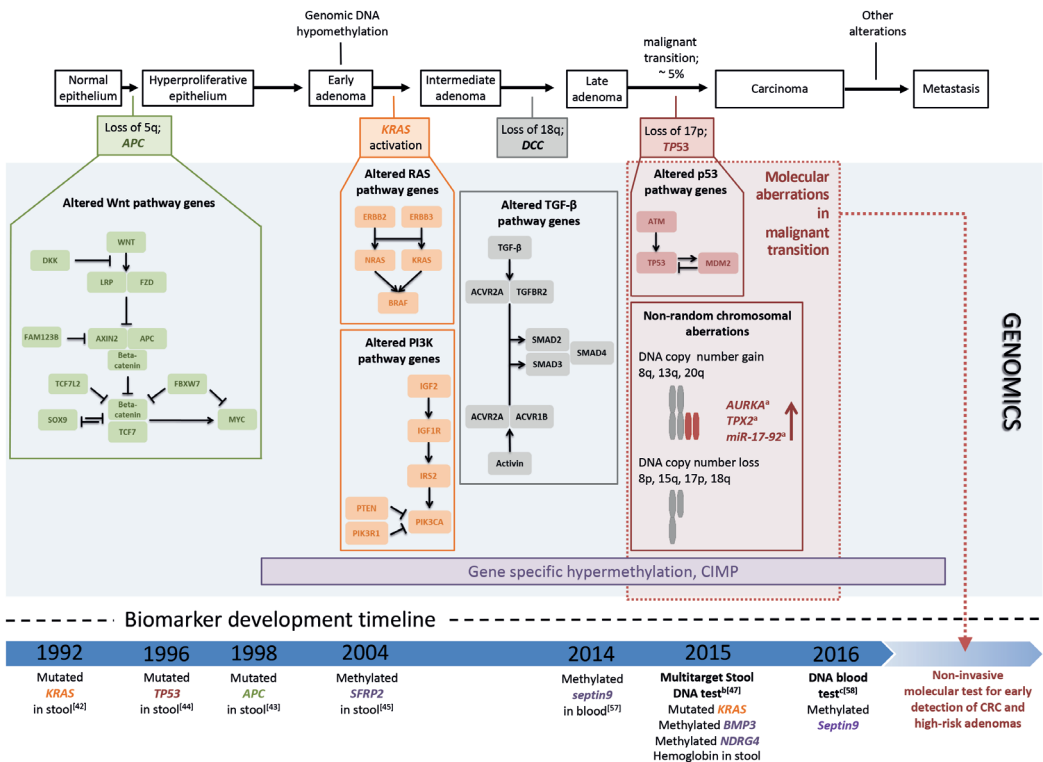 Genomic DNA
hypomethylation
malignant
transition;
~ 5%
Other
alterations
Normal
epithelium
Hyperproliferative
epithelium
Early
adenoma
Intermediate
adenoma
Late
adenoma
Carcinoma
Metastasis
Loss of 5q;
APC
KRAS
activation
Loss of 18q;
DCC
Loss of 17p;
TP53
Altered Wnt pathway genes
WNT
DKK
LRP
FZD
FAM123B
AXIN2
APC
Beta-
catenin
TCF7L2
FBXW7
SOX9
Beta-
catenin
TCF7
MYC
Altered RAS
pathway genes
ERBB2
ERBB3
NRAS
KRAS
BRAF
Altered PI3K
pathway genes
IGF2
IGF1R
IRS2
PTEN
PIK3R1
PIK3CA
Altered TGF-β
pathway genes
TGF-β
ACVR2A
TGFBR2
SMAD2
SMAD3
SMAD4
ACVR2A
ACVR1B
Activin
Altered p53
pathway genes
ATM
TP53
MDM2
Molecular
aberrations
in
malignant
transition
Non-random chromosomal
aberrations
DNA copy number gain
8q, 13q, 20q
AURKAᵃ
TPX2ᵃ
miR-17-92ᵃ
DNA copy number loss
8p, 15q, 17p, 18q
GENOMICS
Gene specific hypermethylation, CIMP
Biomarker development timeline
1992
Mutated
KRAS
in stool[42]
1996
Mutated
TP53
in stool[44]
1998
Mutated
APC
in stool[43]
2004
Methylated
SFRP2
in stool[45]
2014
Methylated
septin9
in blood[57]
2015
Multitarget Stool
DNA testᵇ[47]
Mutated KRAS
Methylated BMP3
Methylated NDRG4
Hemoglobin in stool
2016
DNA blood
testᶜ[58]
Methylated
Septin9
Non-invasive
molecular test for early
detection of CRC and
high-risk adenomas